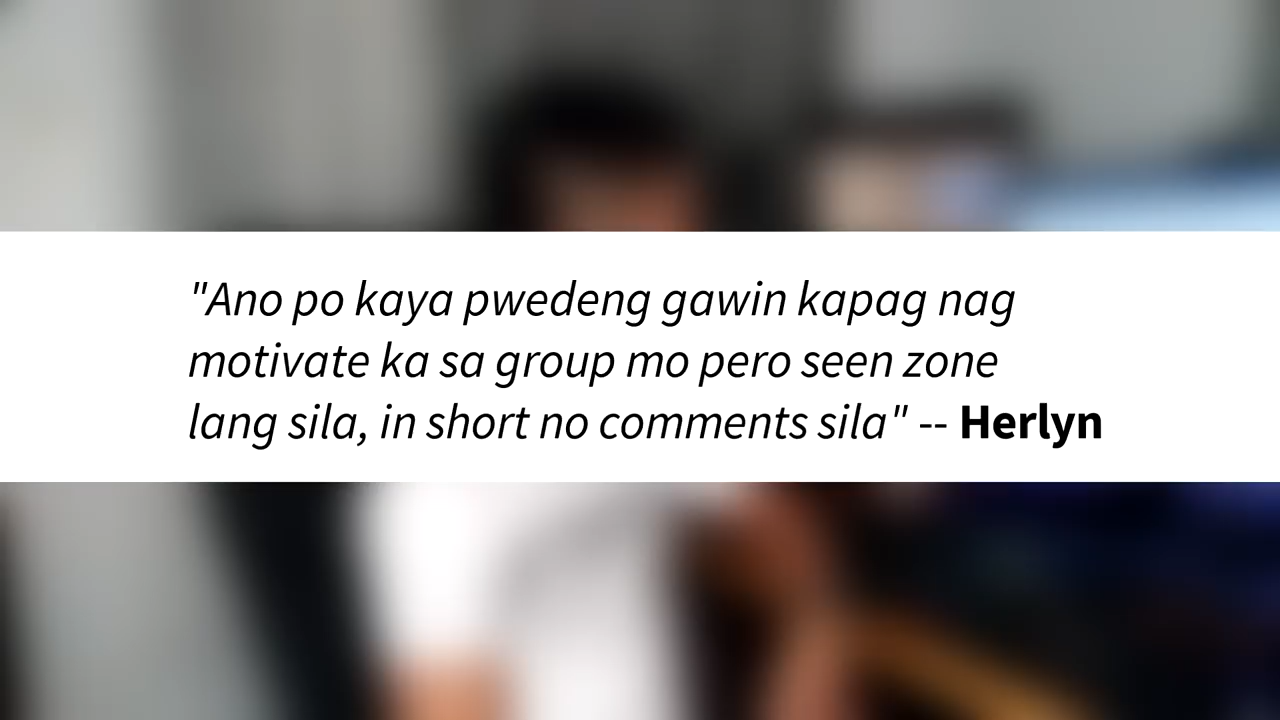 "Ano po kaya pwedeng gawin kapag nag
motivate ka sa group mo pero seen zone
lang sila, in short no comments sila" -- Herlyn